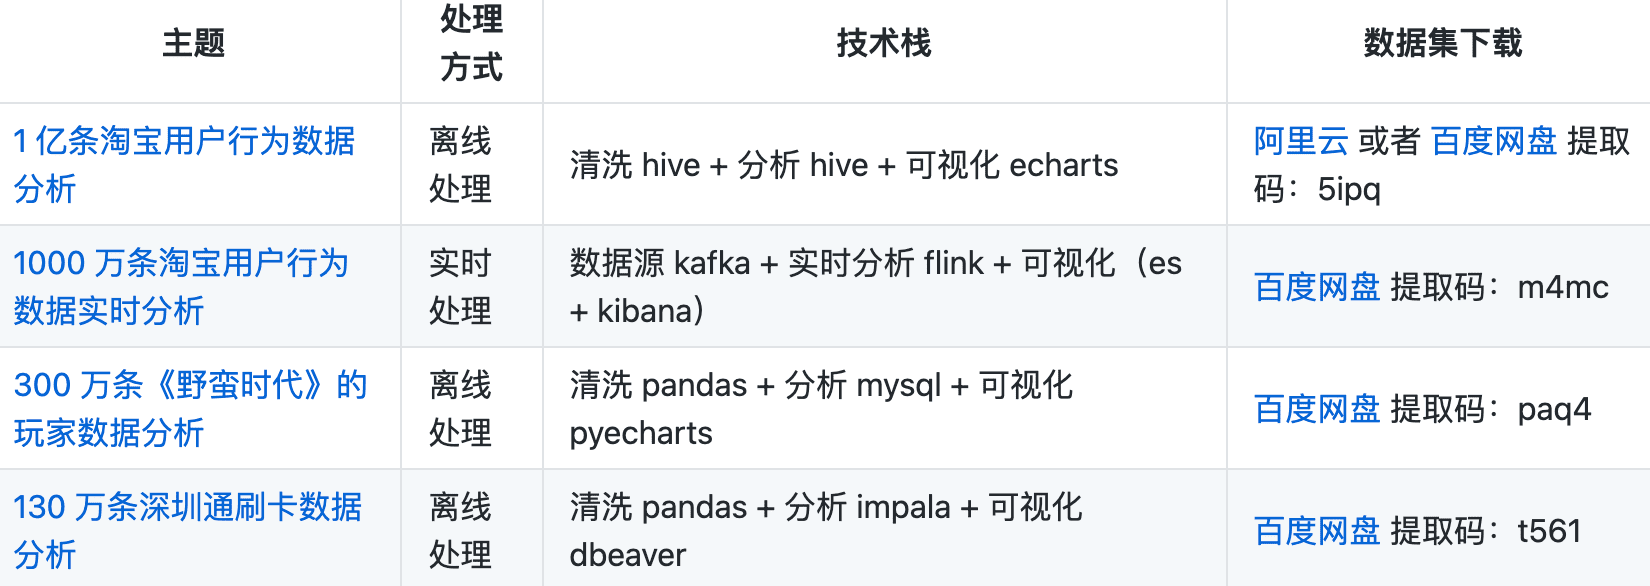 主题
处理
方式
技术栈
数据集下载
1 亿条淘宝用户行为数据
分析
离线
处理
清洗 hive + 分析 hive + 可视化 echarts
阿里云 或者 百度网盘 提取
码：5ipq
1000 万条淘宝用户行为
数据实时分析
实时
处理
数据源 kafka + 实时分析 flink + 可视化（es
+ kibana）
百度网盘 提取码：m4mc
300 万条《野蛮时代》的
玩家数据分析
离线
处理
清洗 pandas + 分析 mysql + 可视化
pyecharts
百度网盘 提取码：paq4
130 万条深圳通刷卡数据
分析
离线
处理
清洗 pandas + 分析 impala + 可视化
dbeaver
百度网盘 提取码：t561